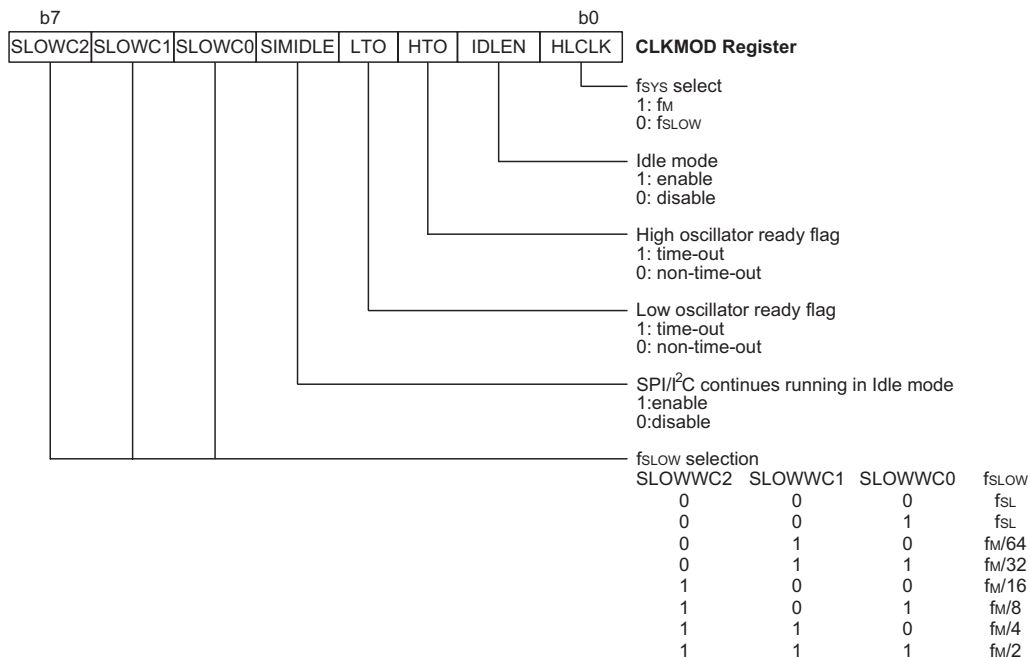 b7 b0
SLOWC2 SLOWC1 SLOWC0 SIMIDLE LTO HTO IDLEN HLCLK CLKMOD Register
fSYS select
1: fM
0: fSLOW
Idle mode
1: enable
0: disable
High oscillator ready flag
1: time-out
0: non-time-out
Low oscillator ready flag
1: time-out
0: non-time-out
SPI/I²C continues running in Idle mode
1:enable
0:disable
fSLOW selection
SLOWWC2 SLOWWC1 SLOWWC0 fSLOW
0 0 0 fSL
0 0 1 fSL
0 1 0 fM/64
0 1 1 fM/32
1 0 0 fM/16
1 0 1 fM/8
1 1 0 fM/4
1 1 1 fM/2